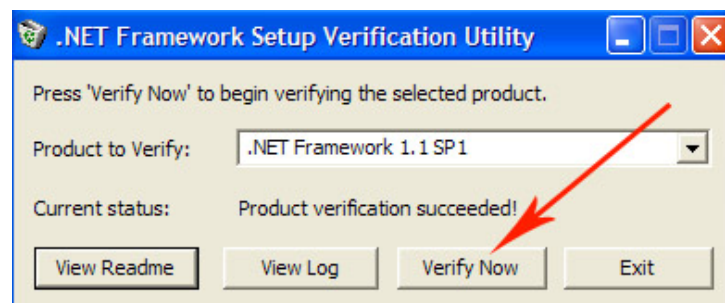 .NET Framework Setup Verification Utility
Press 'Verify Now' to begin verifying the selected product.
Product to Verify: .NET Framework 1.1 SP1
Current status: Product verification succeeded!
View Readme View Log Verify Now Exit